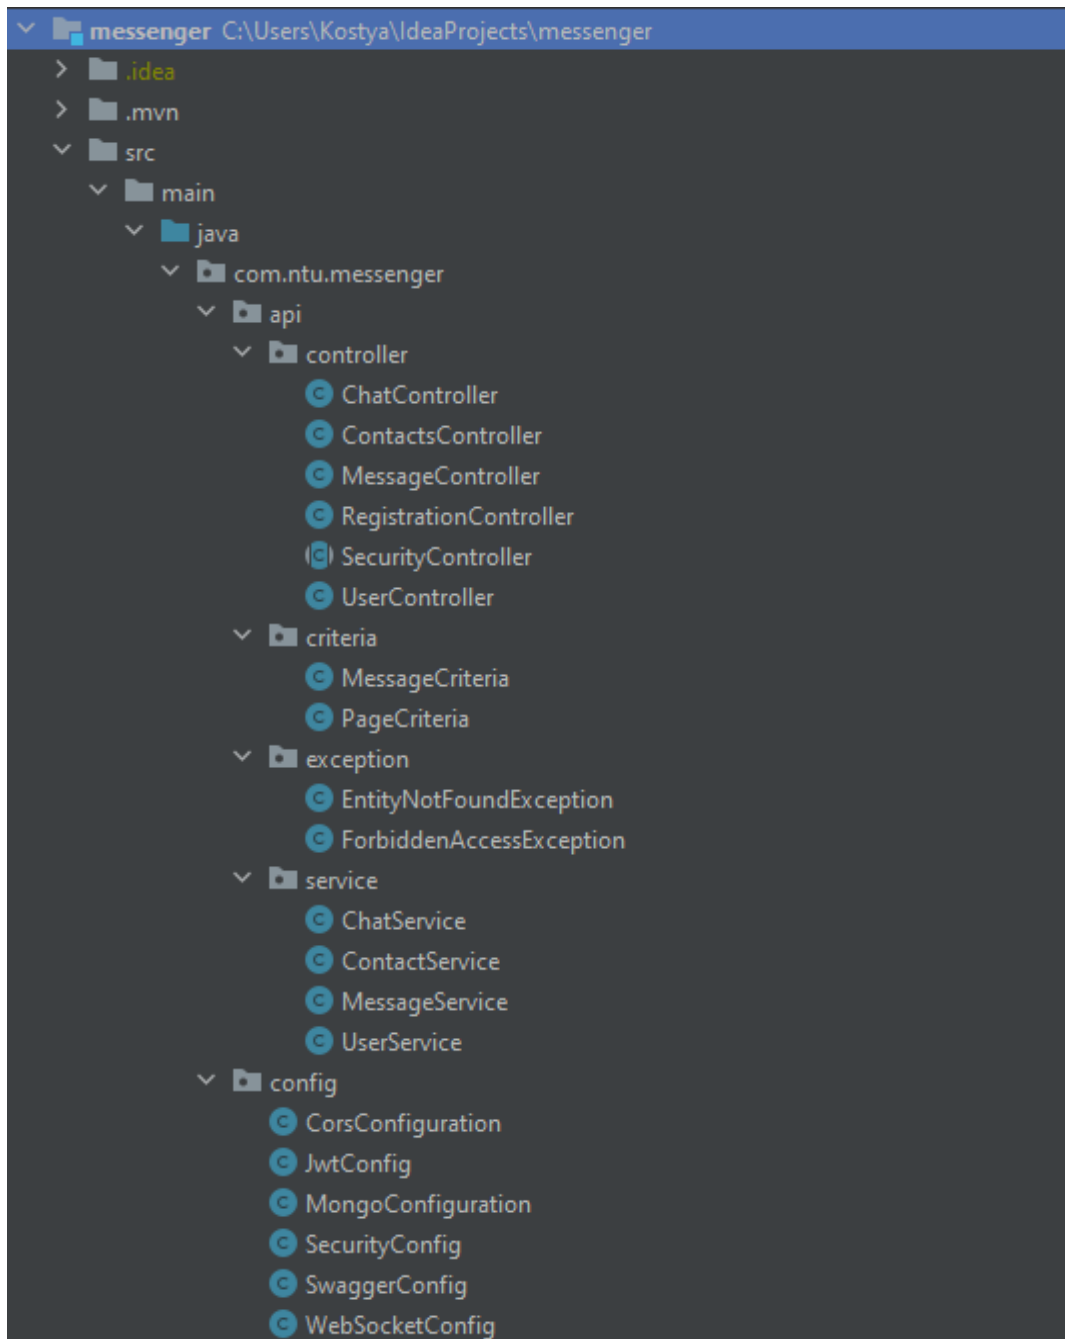 messenger C:\Users\Kostya\IdeaProjects\messenger
.idea
.mvn
src
main
java
com.ntu.messenger
api
controller
ChatController
ContactsController
MessageController
RegistrationController
SecurityController
UserController
criteria
MessageCriteria
PageCriteria
exception
EntityNotFoundException
ForbiddenAccessException
service
ChatService
ContactService
MessageService
UserService
config
CorsConfiguration
JwtConfig
MongoConfiguration
SecurityConfig
SwaggerConfig
WebSocketConfig